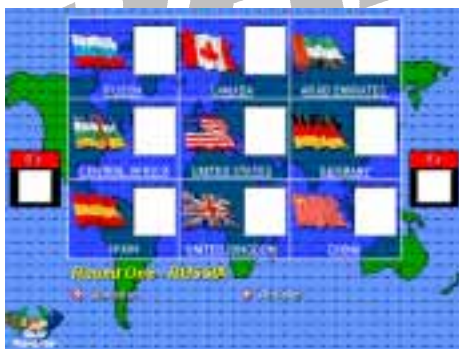 RUSSIA
CANADA
ARAB EMIRATES
CENTRAL AFRICA
UNITED STATES
GERMANY
SPAIN
UNITED KINGDOM
CHINA
Round One - RUSSIA